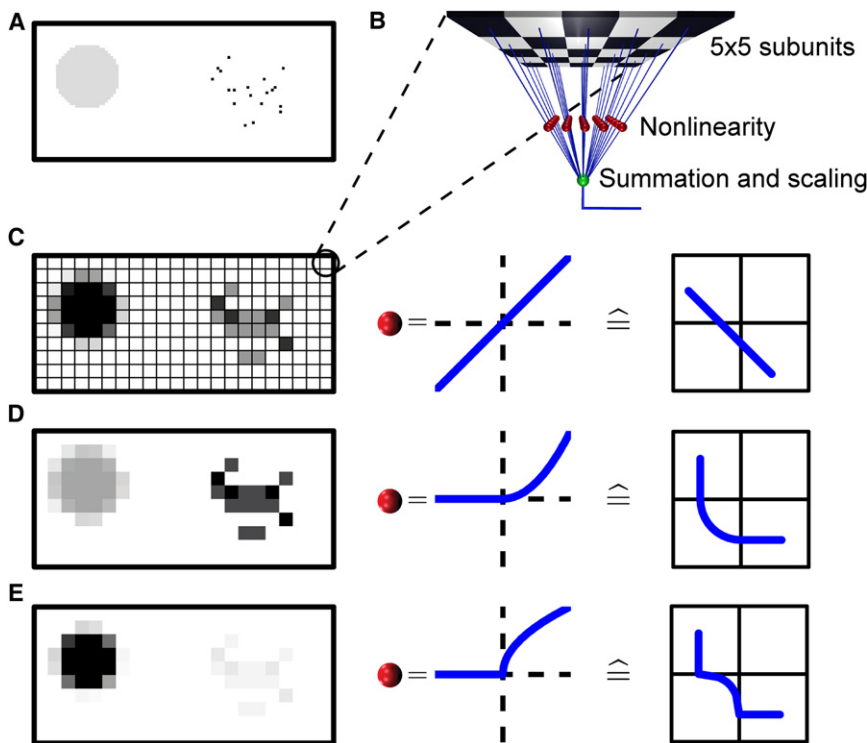 A
B
5x5 subunits
Nonlinearity
Summation and scaling
C
= ≙
D
= ≙
E
= ≙